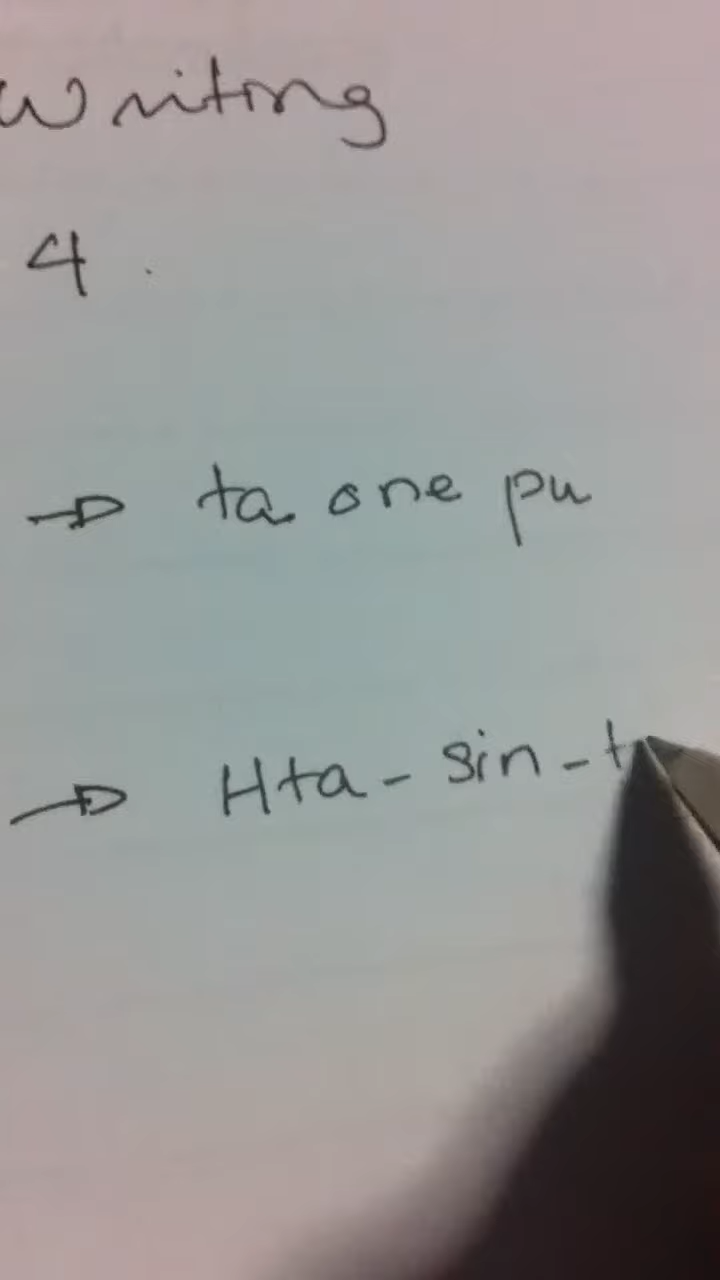 writing
4.
→ ta one pu
→ Hta - sin - t